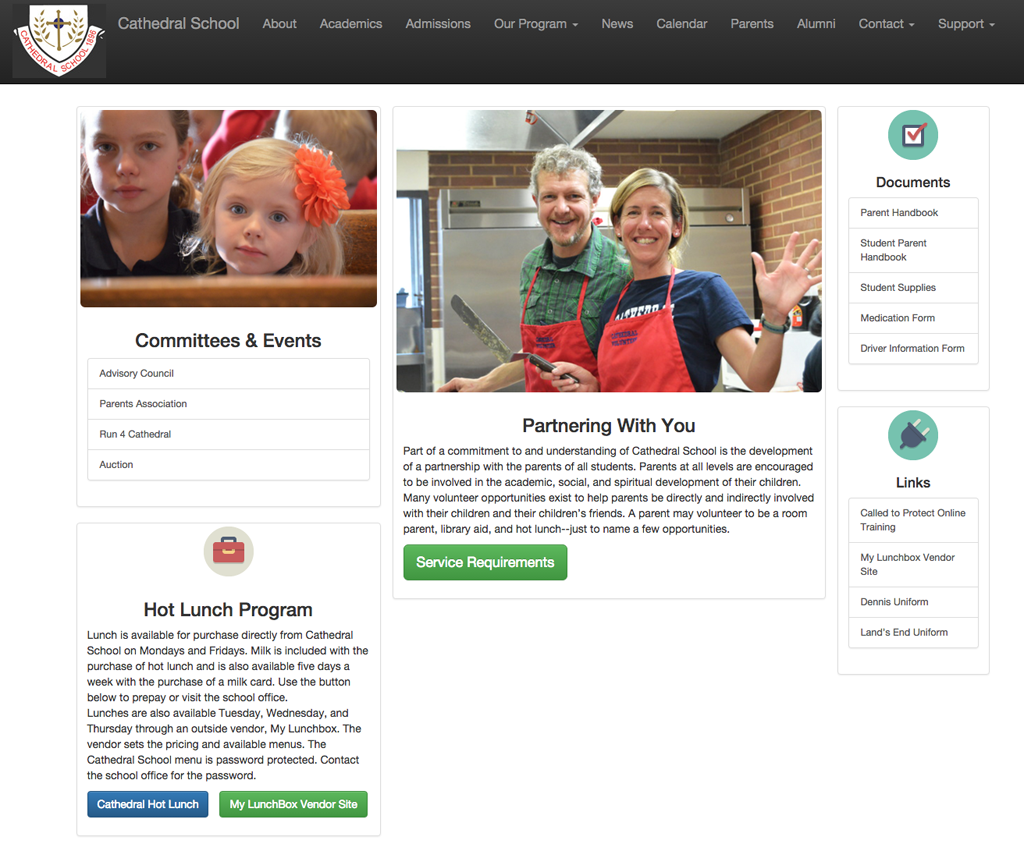 CATHEDRAL SCHOOL 1896
Cathedral School
About
Academics
Admissions
Our Program
News
Calendar
Parents
Alumni
Contact
Support
Committees & Events
Advisory Council
Parents Association
Run 4 Cathedral
Auction
Hot Lunch Program
Lunch is available for purchase directly from Cathedral
School on Mondays and Fridays. Milk is included with the
purchase of hot lunch and is also available five days a
week with the purchase of a milk card. Use the button
below to prepay or visit the school office.
Lunches are also available Tuesday, Wednesday, and
Thursday through an outside vendor, My Lunchbox. The
vendor sets the pricing and available menus. The
Cathedral School menu is password protected. Contact
the school office for the password.
Cathedral Hot Lunch
My LunchBox Vendor Site
Partnering With You
Part of a commitment to and understanding of Cathedral School is the development
of a partnership with the parents of all students. Parents at all levels are encouraged
to be involved in the academic, social, and spiritual development of their children.
Many volunteer opportunities exist to help parents be directly and indirectly involved
with their children and their children's friends. A parent may volunteer to be a room
parent, library aid, and hot lunch--just to name a few opportunities.
Service Requirements
Documents
Parent Handbook
Student Parent
Handbook
Student Supplies
Medication Form
Driver Information Form
Links
Called to Protect Online
Training
My Lunchbox Vendor
Site
Dennis Uniform
Land's End Uniform